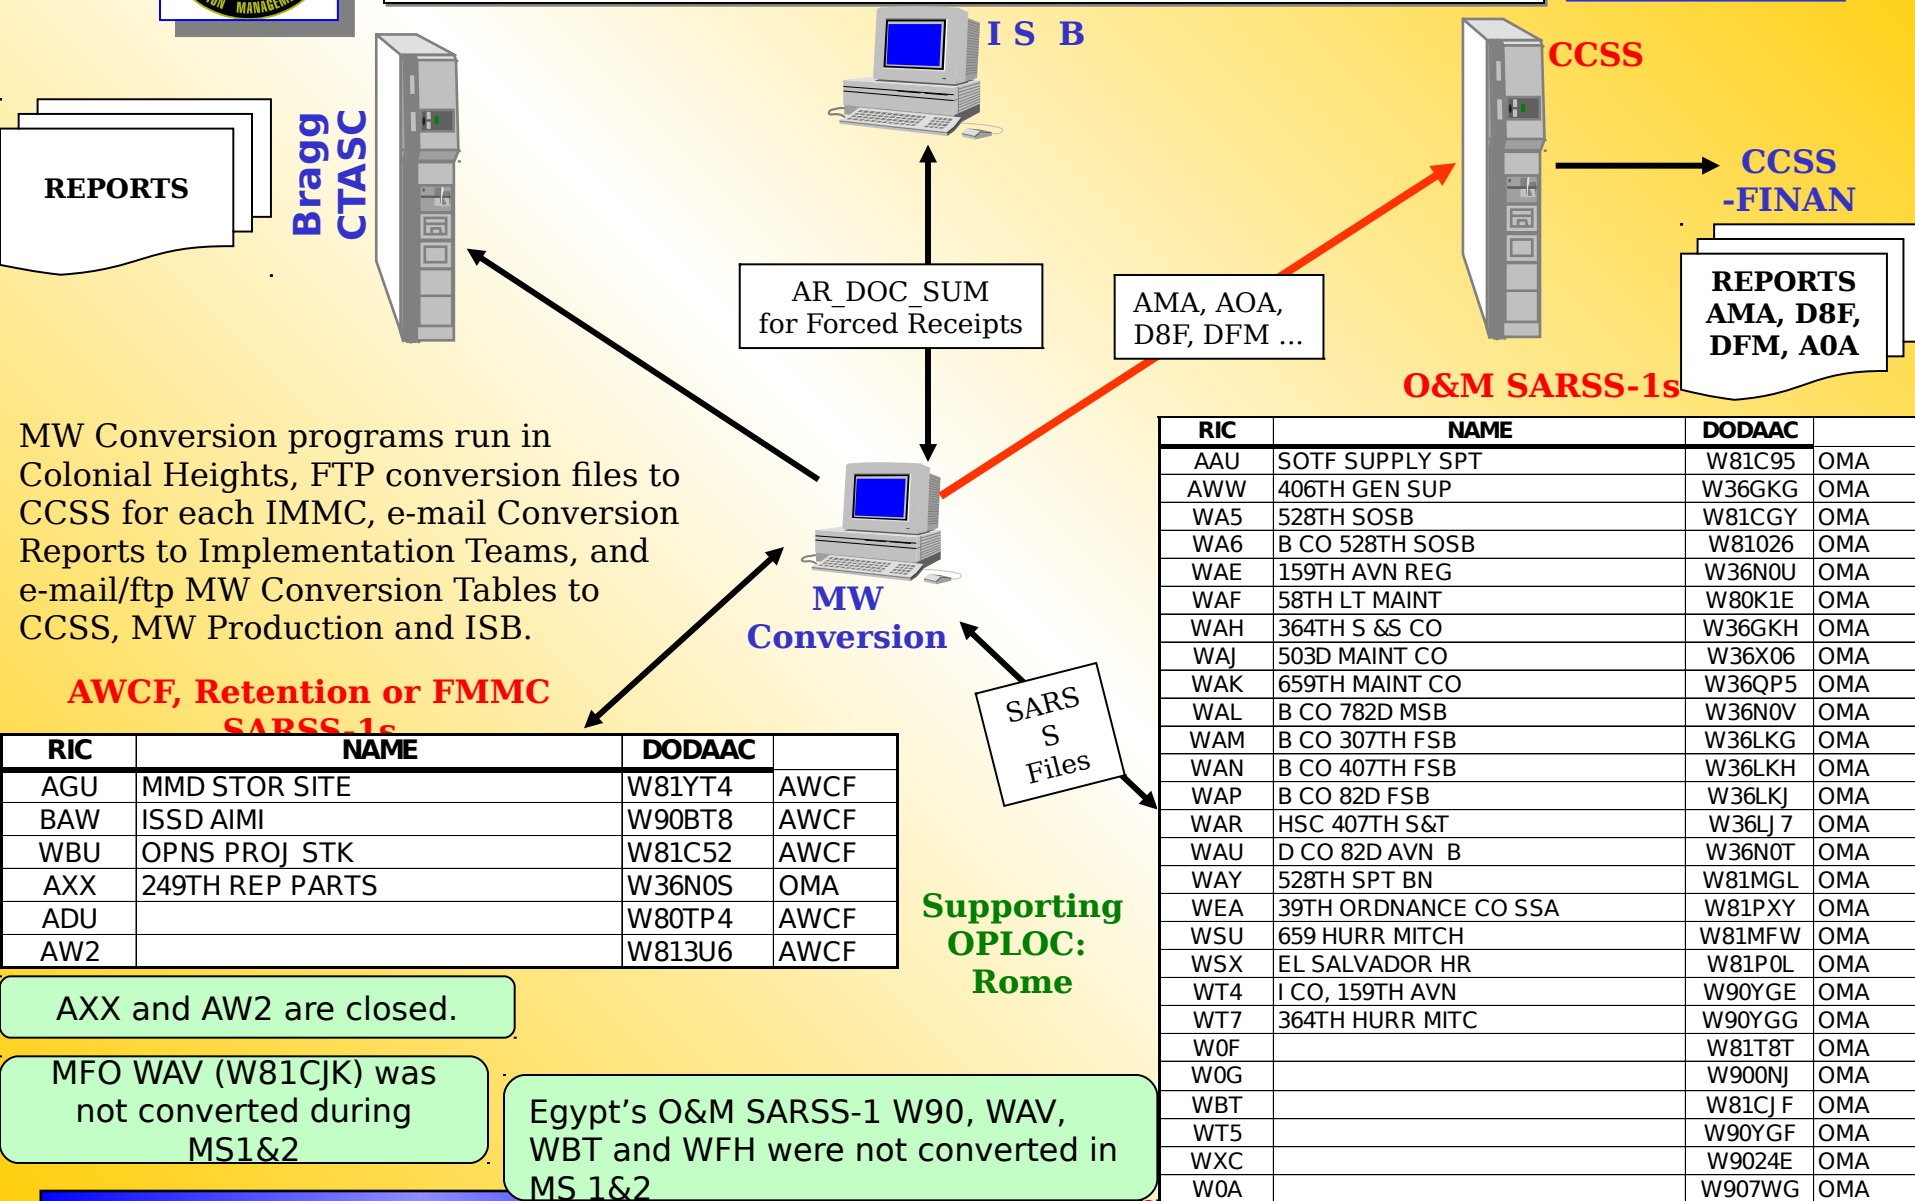 ION MANAGEM
I S B
CCSS
Bragg
CTASC
REPORTS
CCSS
-FINAN
REPORTS
AMA, D8F,
DFM, A0A
AR_DOC_SUM
for Forced Receipts
AMA, AOA,
D8F, DFM ...
O&M SARSS-1s
MW Conversion programs run in
Colonial Heights, FTP conversion files to
CCSS for each IMMC, e-mail Conversion
Reports to Implementation Teams, and
e-mail/ftp MW Conversion Tables to
CCSS, MW Production and ISB.
MW
Conversion
SARS
S
Files
AWCF, Retention or FMMC
SARSS-1s
RIC NAME DODAAC
AGU MMD STOR SITE W81YT4 AWCF
BAW ISSD AIMI W90BT8 AWCF
WBU OPNS PROJ STK W81C52 AWCF
AXX 249TH REP PARTS W36N0S OMA
ADU W80TP4 AWCF
AW2 W813U6 AWCF
Supporting
OPLOC:
Rome
AXX and AW2 are closed.
MFO WAV (W81CJK) was
not converted during
MS1&2
Egypt's O&M SARSS-1 W90, WAV,
WBT and WFH were not converted in
MS 1&2
RIC NAME DODAAC
AAU SOTF SUPPLY SPT W81C95 OMA
AWW 406TH GEN SUP W36GKG OMA
WA5 528TH SOSB W81CGY OMA
WA6 B CO 528TH SOSB W81026 OMA
WAE 159TH AVN REG W36N0U OMA
WAF 58TH LT MAINT W80K1E OMA
WAH 364TH S &S CO W36GKH OMA
WAJ 503D MAINT CO W36X06 OMA
WAK 659TH MAINT CO W36QP5 OMA
WAL B CO 782D MSB W36N0V OMA
WAM B CO 307TH FSB W36LKG OMA
WAN B CO 407TH FSB W36LKH OMA
WAP B CO 82D FSB W36LKJ OMA
WAR HSC 407TH S&T W36LJ7 OMA
WAU D CO 82D AVN B W36N0T OMA
WAY 528TH SPT BN W81MGL OMA
WEA 39TH ORDNANCE CO SSA W81PXY OMA
WSU 659 HURR MITCH W81MFW OMA
WSX EL SALVADOR HR W81P0L OMA
WT4 I CO, 159TH AVN W90YGE OMA
WT7 364TH HURR MITC W90YGG OMA
W0F W81T8T OMA
W0G W900NJ OMA
WBT W81CJF OMA
WT5 W90YGF OMA
WXC W9024E OMA
W0A W907WG OMA